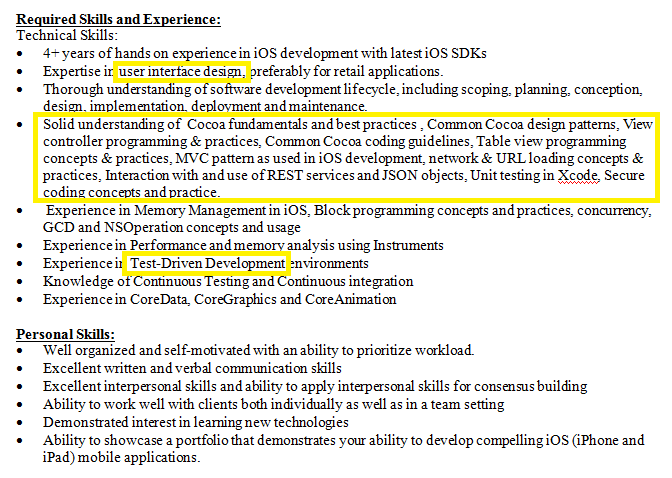 Required Skills and Experience:
Technical Skills:
• 4+ years of hands on experience in iOS development with latest iOS SDKs
• Expertise in user interface design, preferably for retail applications.
• Thorough understanding of software development lifecycle, including scoping, planning, conception,
design, implementation, deployment and maintenance.
• Solid understanding of Cocoa fundamentals and best practices , Common Cocoa design patterns, View
controller programming & practices, Common Cocoa coding guidelines, Table view programming
concepts & practices, MVC pattern as used in iOS development, network & URL loading concepts &
practices, Interaction with and use of REST services and JSON objects, Unit testing in Xcode, Secure
coding concepts and practice.
• Experience in Memory Management in iOS, Block programming concepts and practices, concurrency,
GCD and NSOperation concepts and usage
• Experience in Performance and memory analysis using Instruments
• Experience in Test-Driven Development environments
• Knowledge of Continuous Testing and Continuous integration
• Experience in CoreData, CoreGraphics and CoreAnimation
Personal Skills:
• Well organized and self-motivated with an ability to prioritize workload.
• Excellent written and verbal communication skills
• Excellent interpersonal skills and ability to apply interpersonal skills for consensus building
• Ability to work well with clients both individually as well as in a team setting
• Demonstrated interest in learning new technologies
• Ability to showcase a portfolio that demonstrates your ability to develop compelling iOS (iPhone and
iPad) mobile applications.